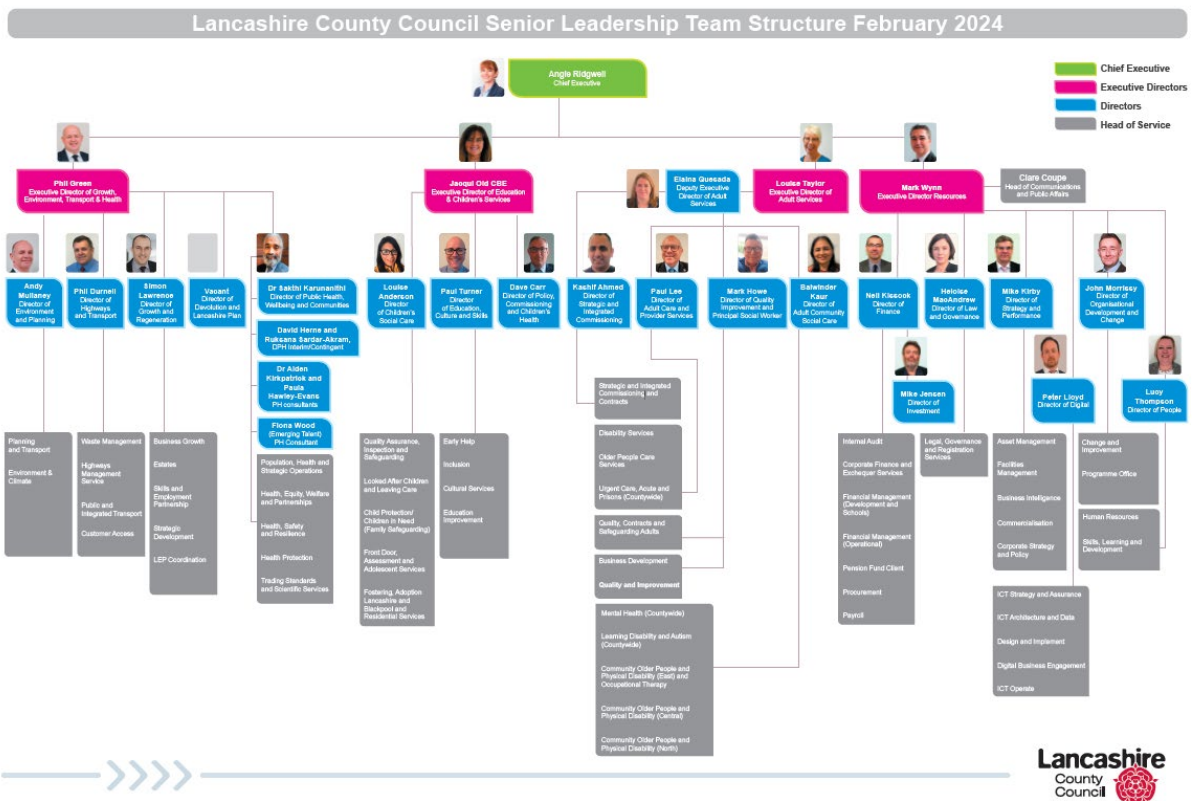 Lancashire County Council Senior Leadership Team Structure February 2024
Angie Ridgwell
Chief Executive
Chief Executive
Executive Directors
Directors
Head of Service
Phil Green
Executive Director of Growth,
Environment, Transport & Health
Jacqui Old CBE
Executive Director of Education
& Children's Services
Elaina Quesada
Deputy Executive
Director of Adult
Services
Louise Taylor
Executive Director of
Adult Services
Mark Wynn
Executive Director Resources
Clare Coupe
Head of Communications
and Public Affairs
Andy
Mullaney
Director of
Environment
and Planning
Phil Durnell
Director of
Highways
and Transport
Simon
Lawrence
Director of
Growth and
Regeneration
Vacant
Director of
Devolution and
Lancashire Plan
Dr Sakthi Karunanithi
Director of Public Health,
Wellbeing and Communities
David Herne and
Ruksana Sardar-Akram,
DPH Interim/Contingent
Dr Aiden
Kirkpatrick and
Paula
Hawley-Evans
PH consultants
Fiona Wood
(Emerging Talent)
PH Consultant
Louise
Anderson
Director
of Children's
Social Care
Paul Turner
Director
of Education,
Culture and Skills
Dave Carr
Director of Policy,
Commissioning
and Children's
Health
Kashif Ahmed
Director of
Strategic and
Integrated
Commissioning
Paul Lee
Director of
Adult Care and
Provider Services
Mark Howe
Director of Quality
Improvement and
Principal Social Worker
Balwinder
Kaur
Director of
Adult Community
Social Care
Neil Kissock
Director of
Finance
Heloise
MacAndrew
Director of Law
and Governance
Mike Kirby
Director of
Strategy and
Performance
John Morrissy
Director of
Organisational
Development and
Change
Mike Jensen
Director of
Investment
Peter Lloyd
Director of Digital
Lucy
Thompson
Director of People
Planning
and Transport
Environment &
Climate
Waste Management
Highways
Management
Service
Public and
Integrated Transport
Customer Access
Business Growth
Estates
Skills and
Employment
Partnership
Strategic
Development
LEP Coordination
Population, Health and
Strategic Operations
Health, Equity, Welfare
and Partnerships
Health, Safety
and Resilience
Health Protection
Trading Standards
and Scientific Services
Quality Assurance,
Inspection and
Safeguarding
Looked After Children
and Leaving Care
Child Protection/
Children in Need
(Family Safeguarding)
Front Door,
Assessment and
Adolescent Services
Fostering, Adoption
Lancashire and
Blackpool and
Residential Services
Early Help
Inclusion
Cultural Services
Education
Improvement
Strategic and Integrated
Commissioning and
Contracts
Disability Services
Older People Care
Services
Urgent Care, Acute and
Prisons (Countywide)
Quality, Contracts and
Safeguarding Adults
Business Development
Quality and Improvement
Mental Health (Countywide)
Learning Disability and Autism
(Countywide)
Community Older People and
Physical Disability (East) and
Occupational Therapy
Community Older People and
Physical Disability (Central)
Community Older People and
Physical Disability (North)
Internal Audit
Corporate Finance and
Exchequer Services
Financial Management
(Development and
Schools)
Financial Management
(Operational)
Pension Fund Client
Procurement
Payroll
Legal, Governance
and Registration
Services
Asset Management
Facilities
Management
Business Intelligence
Commercialisation
Corporate Strategy
and Policy
ICT Strategy and Assurance
ICT Architecture and Data
Design and Implement
Digital Business Engagement
ICT Operate
Change and
Improvement
Programme Office
Human Resources
Skills, Learning and
Development
Lancashire
County
Council